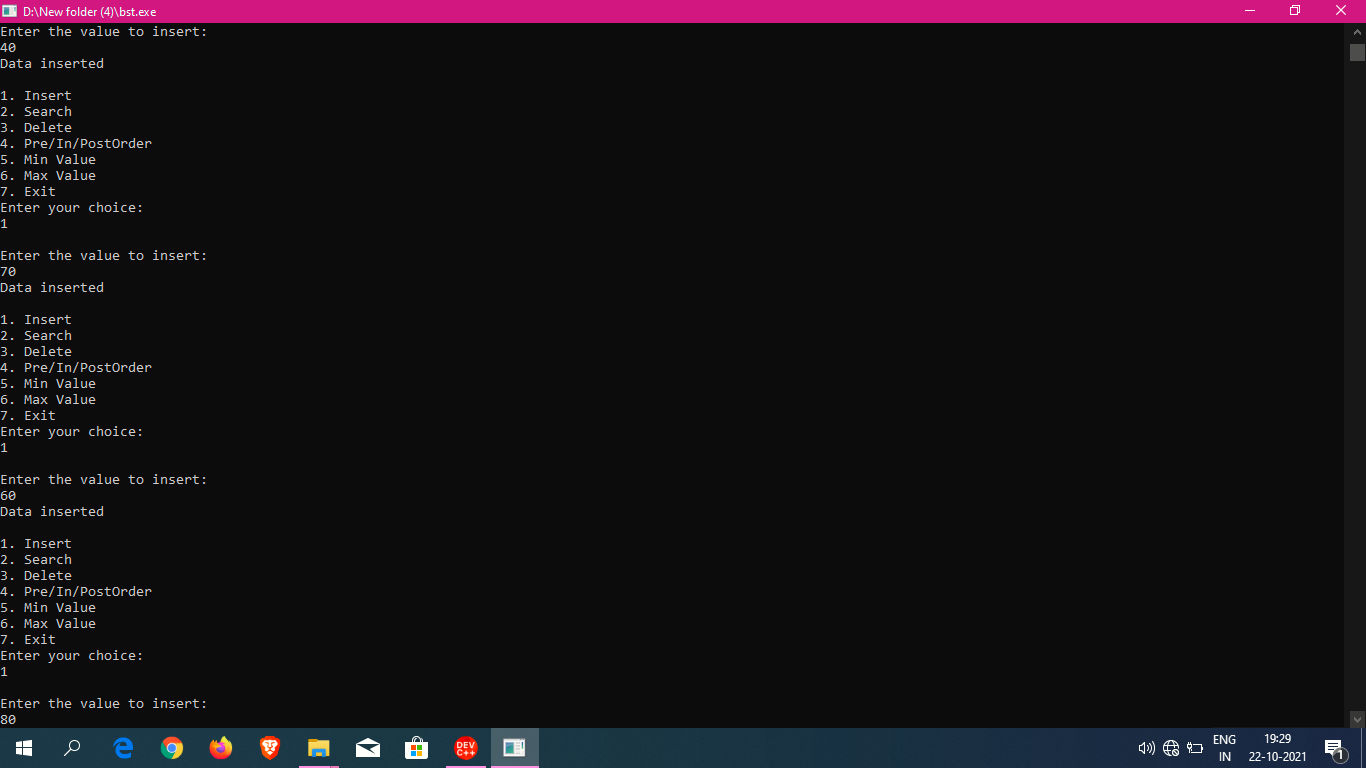 D:\New folder (4)\bst.exe
Enter the value to insert:
40
Data inserted
1. Insert
2. Search
3. Delete
4. Pre/In/PostOrder
5. Min Value
6. Max Value
7. Exit
Enter your choice:
1
Enter the value to insert:
70
Data inserted
1. Insert
2. Search
3. Delete
4. Pre/In/PostOrder
5. Min Value
6. Max Value
7. Exit
Enter your choice:
1
Enter the value to insert:
60
Data inserted
1. Insert
2. Search
3. Delete
4. Pre/In/PostOrder
5. Min Value
6. Max Value
7. Exit
Enter your choice:
1
Enter the value to insert:
80
DEV
C++
ENG
IN
19:29
22-10-2021
1